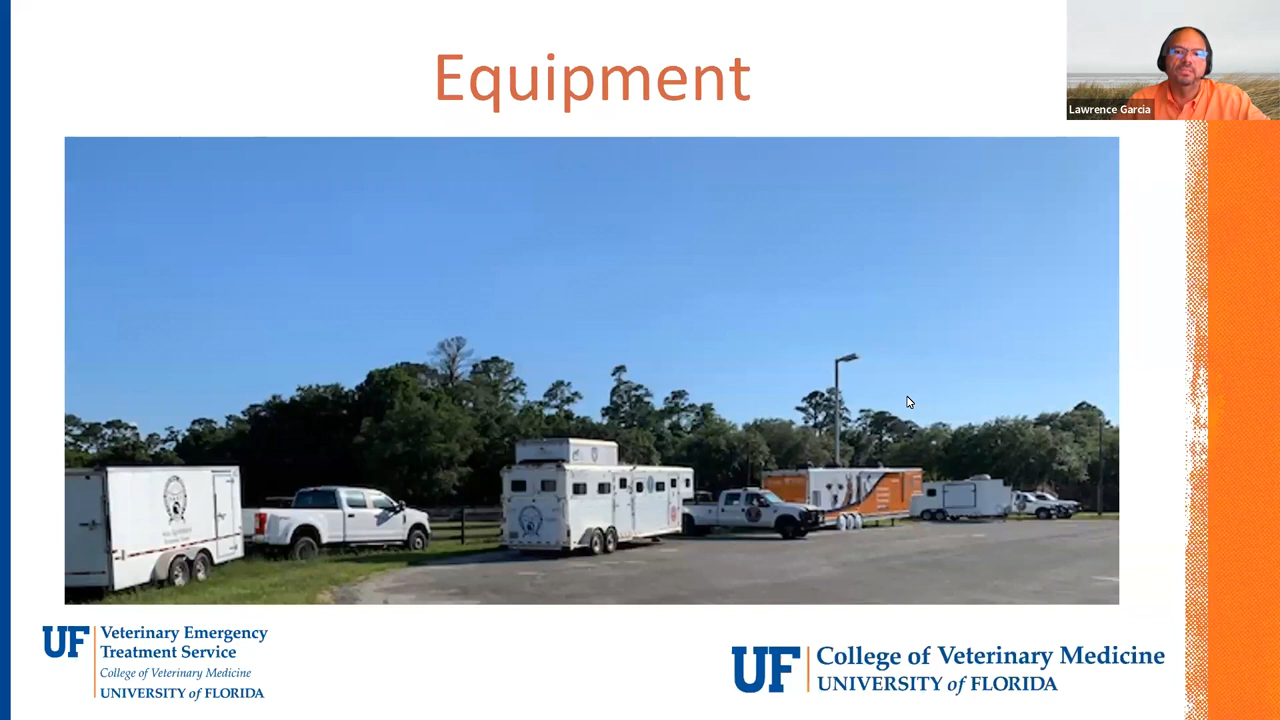 Equipment
Lawrence Garcia
UF
Veterinary Emergency
Treatment Service
College of Veterinary Medicine
UNIVERSITY of FLORIDA
UF
College of Veterinary Medicine
UNIVERSITY of FLORIDA